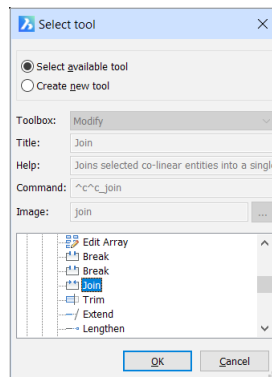 Select tool
Select available tool
Create new tool
Toolbox: Modify
Title: Join
Help: Joins selected co-linear entities into a single
Command: ^c^c_join
Image: join ...
Edit Array
Break
Break
Join
Trim
Extend
Lengthen
OK Cancel